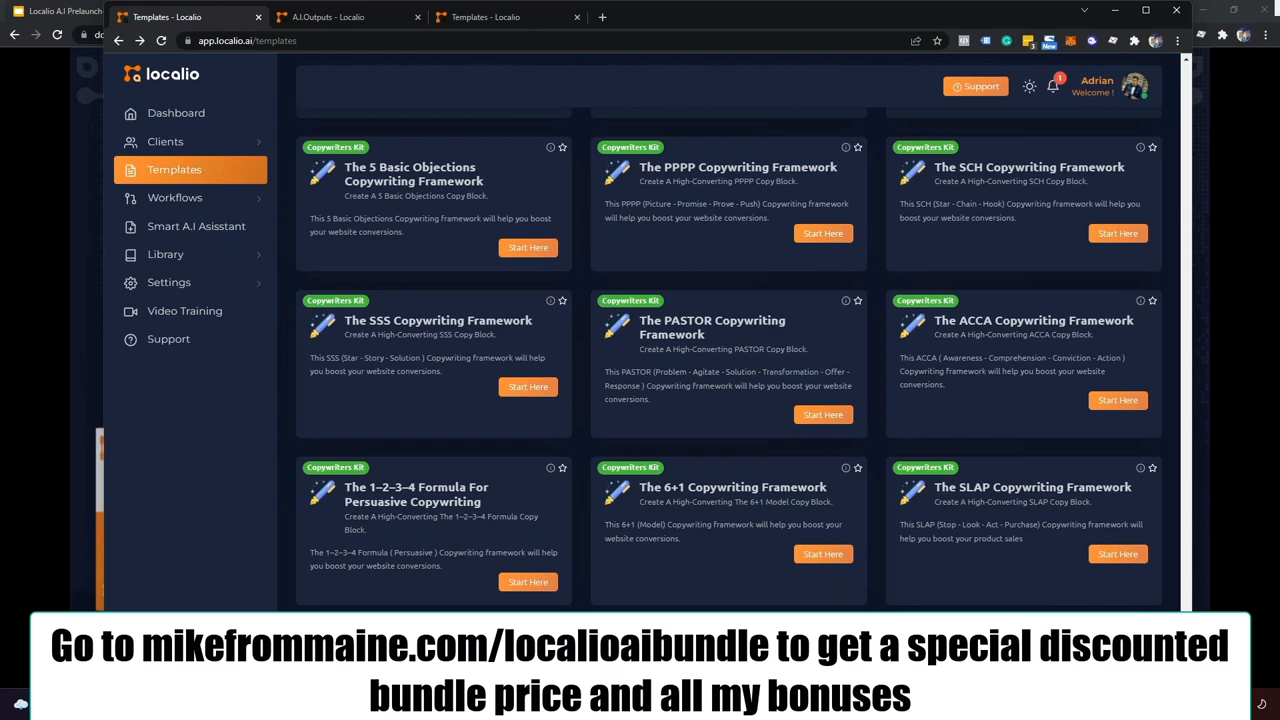 Localio A.I Prelaunch
Templates - Localio
A.I.Outputs - Localio
Templates - Localio
app.localio.ai/templates
New
3
localio
Support
1
Adrian
Welcome !
Dashboard
Clients
Templates
Workflows
Smart A.I Asisstant
Library
Settings
Video Training
Support
Copywriters Kit
The 5 Basic Objections
Copywriting Framework
Create A 5 Basic Objections Copy Block.
This 5 Basic Objections Copywriting framework will help you boost
your website conversions.
Start Here
Copywriters Kit
The PPPP Copywriting Framework
Create A High-Converting PPPP Copy Block.
This PPPP (Picture - Promise - Prove - Push) Copywriting framework
will help you boost your website conversions.
Start Here
Copywriters Kit
The SCH Copywriting Framework
Create A High-Converting SCH Copy Block.
This SCH (Star - Chain - Hook) Copywriting framework will help you
boost your website conversions.
Start Here
Copywriters Kit
The SSS Copywriting Framework
Create A High-Converting SSS Copy Block.
This SSS (Star - Story - Solution ) Copywriting framework will help
you boost your website conversions.
Start Here
Copywriters Kit
The PASTOR Copywriting
Framework
Create A High-Converting PASTOR Copy Block.
This PASTOR (Problem - Agitate - Solution - Transformation - Offer -
Response ) Copywriting framework will help you boost your website
conversions.
Start Here
Copywriters Kit
The ACCA Copywriting Framework
Create A High-Converting ACCA Copy Block.
This ACCA ( Awareness - Comprehension - Conviction - Action )
Copywriting framework will help you boost your website
conversions.
Start Here
Copywriters Kit
The 1–2–3–4 Formula For
Persuasive Copywriting
Create A High-Converting The 1–2–3–4 Formula Copy
Block.
The 1–2–3–4 Formula ( Persuasive ) Copywriting framework will help
you boost your website conversions.
Start Here
Copywriters Kit
The 6+1 Copywriting Framework
Create A High-Converting The 6+1 Model Copy Block.
This 6+1 (Model) Copywriting framework will help you boost your
website conversions.
Start Here
Copywriters Kit
The SLAP Copywriting Framework
Create A High-Converting SLAP Copy Block.
This SLAP (Stop - Look - Act - Purchase) Copywriting framework will
help you boost your product sales
Start Here
Go to mikefrommaine.com/localioaibundle to get a special discounted
bundle price and all my bonuses